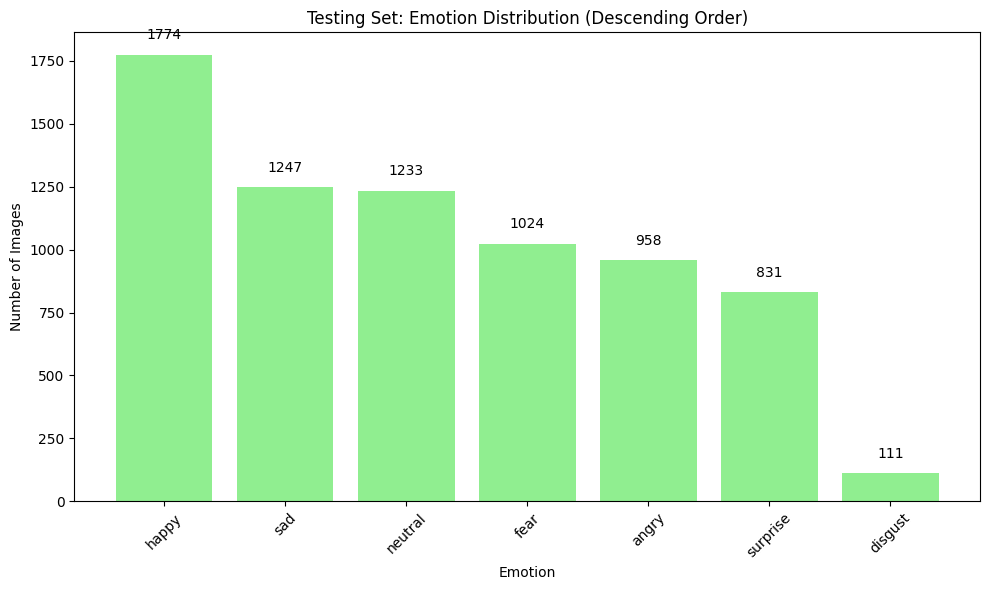 Testing Set: Emotion Distribution (Descending Order)
1774
1247
1233
1024
958
831
111
1750
1500
1250
1000
750
500
250
0
Number of Images
happy
sad
neutral
fear
angry
surprise
disgust
Emotion